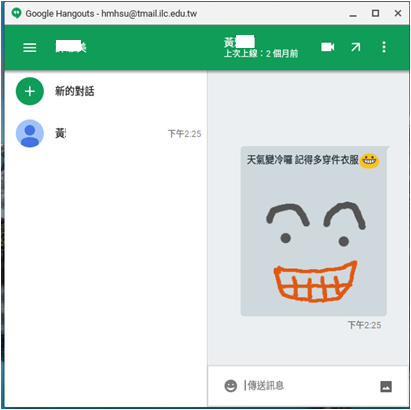 Google Hangouts - hmhsu@tmail.ilc.edu.tw
美
黃
上次上線：2 個月前
新的對話
黃
下午2:25
天氣變冷囉 記得多穿件衣服
下午2:25
傳送訊息